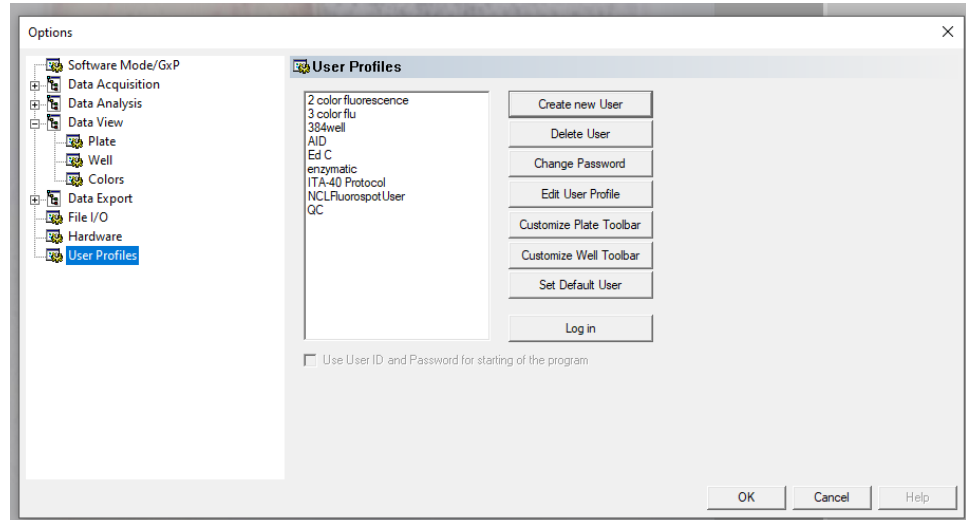 Options
Software Mode/GxP
Data Acquisition
Data Analysis
Data View
Plate
Well
Colors
Data Export
File I/O
Hardware
User Profiles
User Profiles
2 color fluorescence
3 color flu
384well
AID
Ed C
enzymatic
ITA-40 Protocol
NCLFluorospotUser
QC
Create new User
Delete User
Change Password
Edit User Profile
Customize Plate Toolbar
Customize Well Toolbar
Set Default User
Log in
Use User ID and Password for starting of the program
OK
Cancel
Help